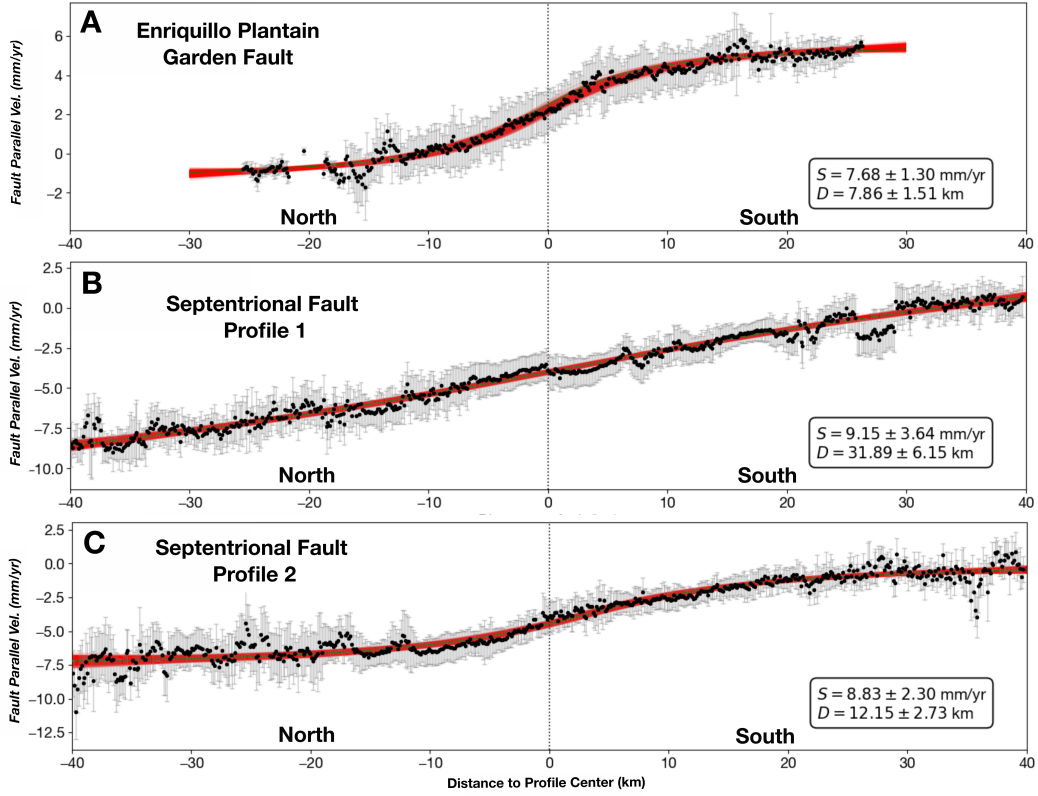 A
Enriquillo Plantain
Garden Fault
Fault Parallel Vel. (mm/yr)
6
4
2
0
−2
S = 7.68 ± 1.30 mm/yr
D = 7.86 ± 1.51 km
North
South
−40 −30 −20 −10 0 10 20 30 40
B
Septentrional Fault
Profile 1
Fault Parallel Vel. (mm/yr)
2.5
0.0
−2.5
−5.0
−7.5
−10.0
S = 9.15 ± 3.64 mm/yr
D = 31.89 ± 6.15 km
North
South
−40 −30 −20 −10 0 10 20 30 40
C
Septentrional Fault
Profile 2
Fault Parallel Vel. (mm/yr)
2.5
0.0
−2.5
−5.0
−7.5
−10.0
−12.5
S = 8.83 ± 2.30 mm/yr
D = 12.15 ± 2.73 km
North
South
−40 −30 −20 −10 0 10 20 30 40
Distance to Profile Center (km)